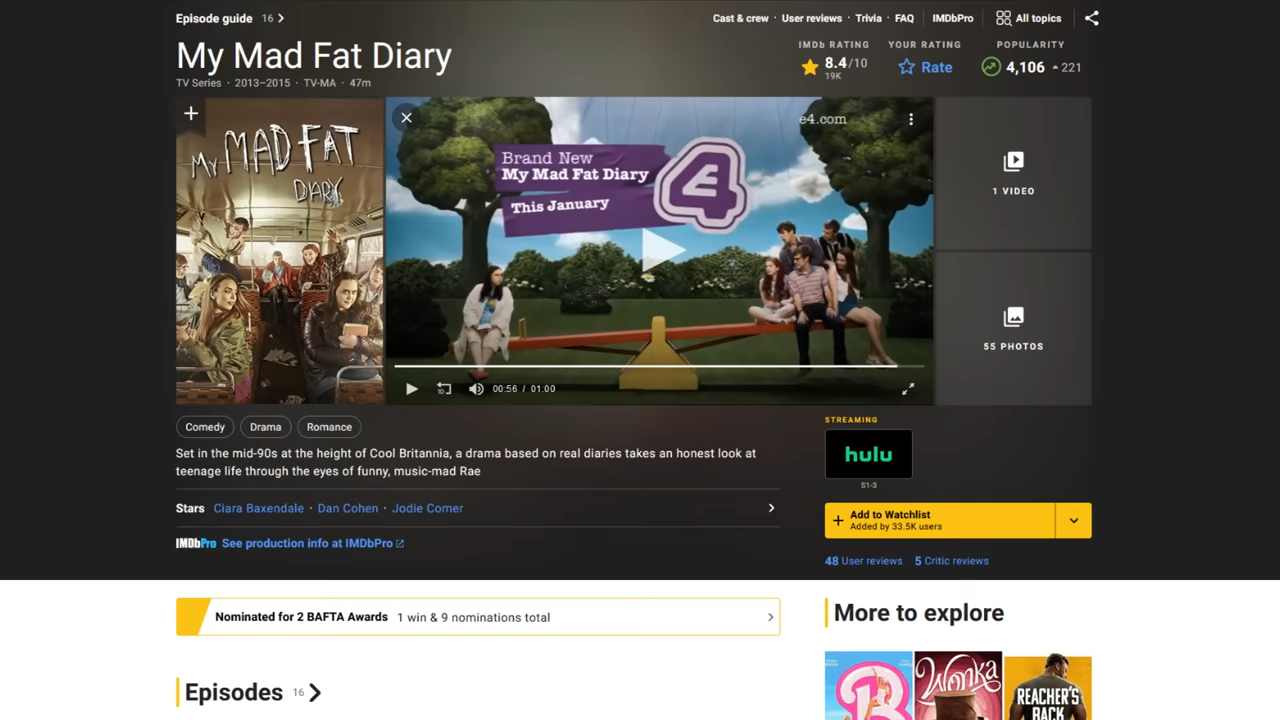 Episode guide 16
Cast & crew · User reviews · Trivia · FAQ IMDbPro All topics
My Mad Fat Diary
TV Series · 2013–2015 · TV-MA · 47m
IMDb RATING
8.4/10
19K
YOUR RATING
Rate
POPULARITY
4,106 221
MY MAD FAT
DIARY
e4.com
Brand New
My Mad Fat Diary
This January
4
10
00:56 / 01:00
1 VIDEO
55 PHOTOS
Comedy
Drama
Romance
Set in the mid-90s at the height of Cool Britannia, a drama based on real diaries takes an honest look at
teenage life through the eyes of funny, music-mad Rae
Stars Ciara Baxendale · Dan Cohen · Jodie Comer
IMDbPro See production info at IMDbPro
STREAMING
hulu
S1-3
Add to Watchlist
Added by 33.5K users
48 User reviews 5 Critic reviews
Nominated for 2 BAFTA Awards 1 win & 9 nominations total
Episodes 16
More to explore
B
WONKA
REACHER'S
BACK